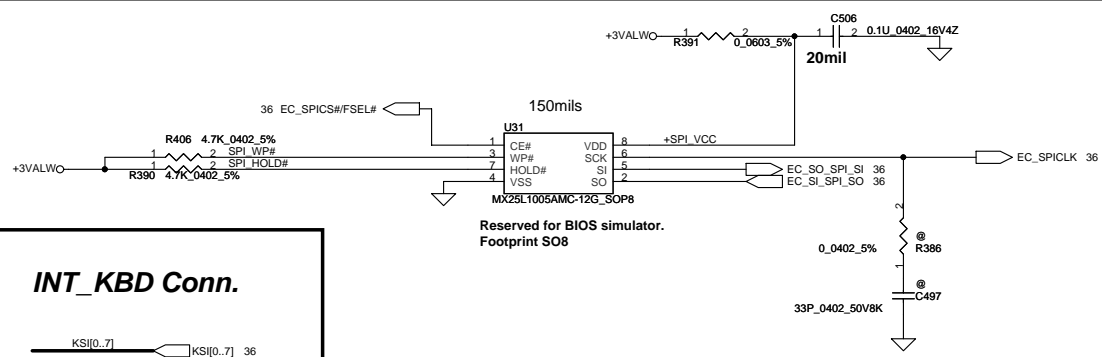 C506
+3VALW
1
2
1
2
0.1U_0402_16V4Z
R391
0_0603_5%
20mil
36 EC_SPICS#/FSEL#
150mils
U31
R406 4.7K_0402_5%
1
2
SPI_WP#
1
2
SPI_HOLD#
+3VALW
R390
4.7K_0402_5%
1
CE#
VDD
8
+SPI_VCC
3
WP#
SCK
6
EC_SPICLK 36
7
HOLD#
SI
5
EC_SO_SPI_SI 36
4
VSS
SO
2
EC_SI_SPI_SO 36
MX25L1005AMC-12G_SOP8
Reserved for BIOS simulator.
Footprint SO8
2
0_0402_5%
@
R386
1
@
C497
33P_0402_50V8K
INT_KBD Conn.
KSI[0..7]
KSI[0..7] 36